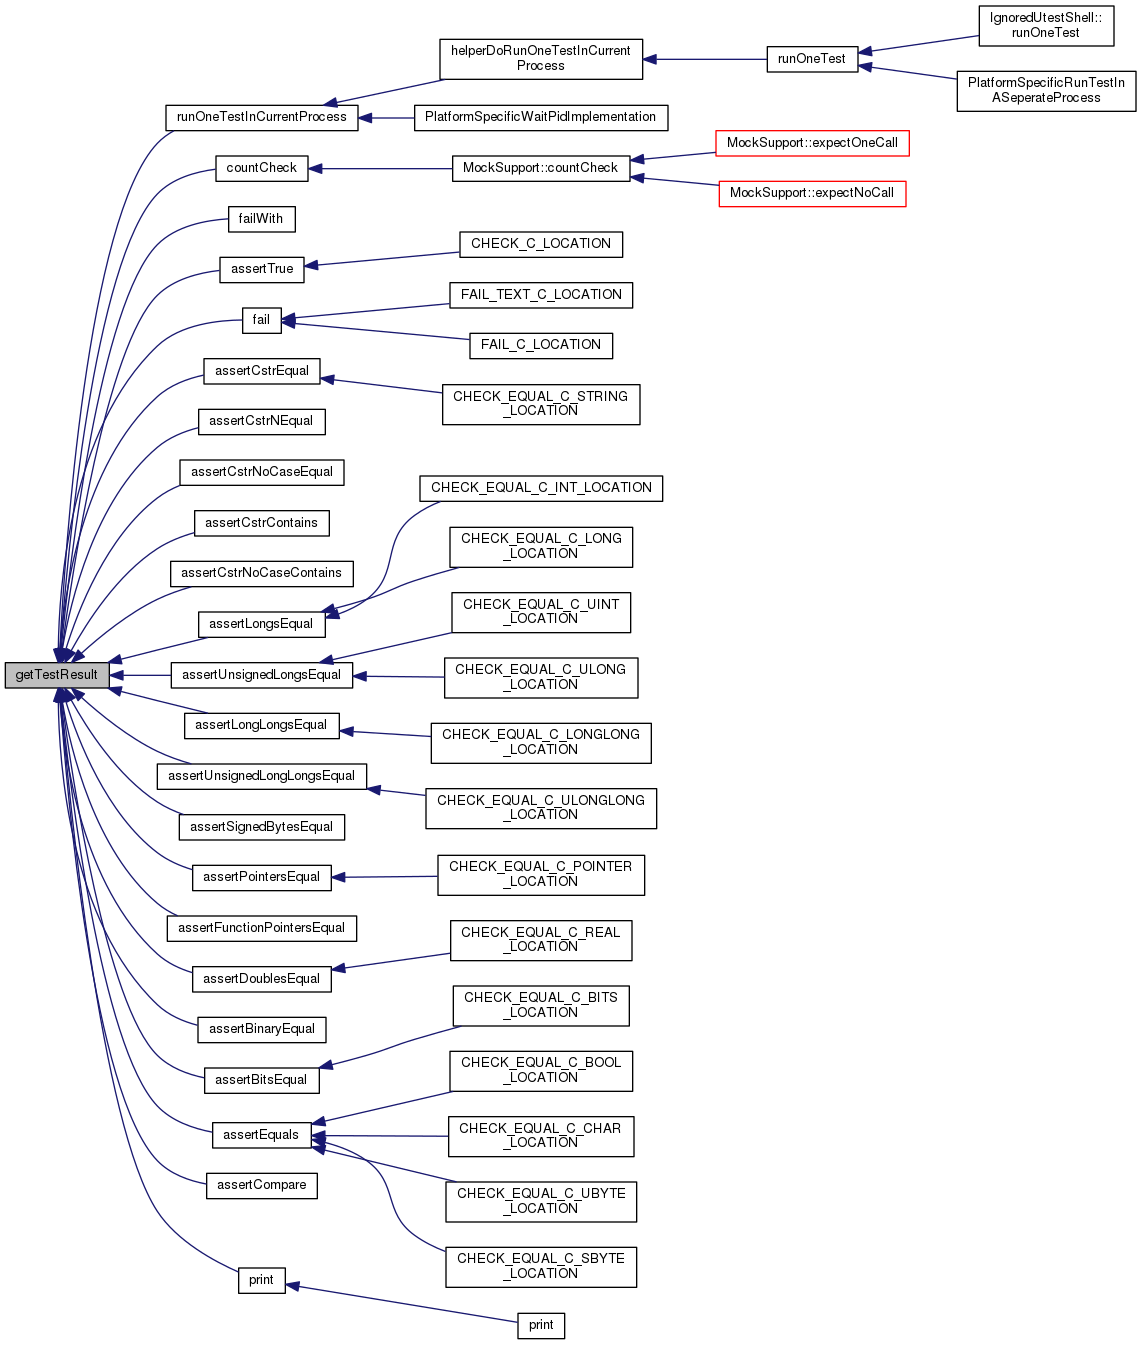 IgnoredUtestShell::
runOneTest
helperDoRunOneTestInCurrent
Process
runOneTest
PlatformSpecificRunTestIn
ASeperateProcess
runOneTestInCurrentProcess
PlatformSpecificWaitPidImplementation
MockSupport::expectOneCall
countCheck
MockSupport::countCheck
MockSupport::expectNoCall
failWith
CHECK_C_LOCATION
assertTrue
FAIL_TEXT_C_LOCATION
fail
FAIL_C_LOCATION
assertCstrEqual
CHECK_EQUAL_C_STRING
_LOCATION
assertCstrNEqual
assertCstrNoCaseEqual
CHECK_EQUAL_C_INT_LOCATION
assertCstrContains
CHECK_EQUAL_C_LONG
_LOCATION
assertCstrNoCaseContains
CHECK_EQUAL_C_UINT
_LOCATION
assertLongsEqual
getTestResult
assertUnsignedLongsEqual
CHECK_EQUAL_C_ULONG
_LOCATION
assertLongLongsEqual
CHECK_EQUAL_C_LONGLONG
_LOCATION
assertUnsignedLongLongsEqual
CHECK_EQUAL_C_ULONGLONG
_LOCATION
assertSignedBytesEqual
assertPointersEqual
CHECK_EQUAL_C_POINTER
_LOCATION
assertFunctionPointersEqual
CHECK_EQUAL_C_REAL
_LOCATION
assertDoublesEqual
CHECK_EQUAL_C_BITS
_LOCATION
assertBinaryEqual
assertBitsEqual
CHECK_EQUAL_C_BOOL
_LOCATION
assertEquals
CHECK_EQUAL_C_CHAR
_LOCATION
assertCompare
CHECK_EQUAL_C_UBYTE
_LOCATION
CHECK_EQUAL_C_SBYTE
_LOCATION
print
print